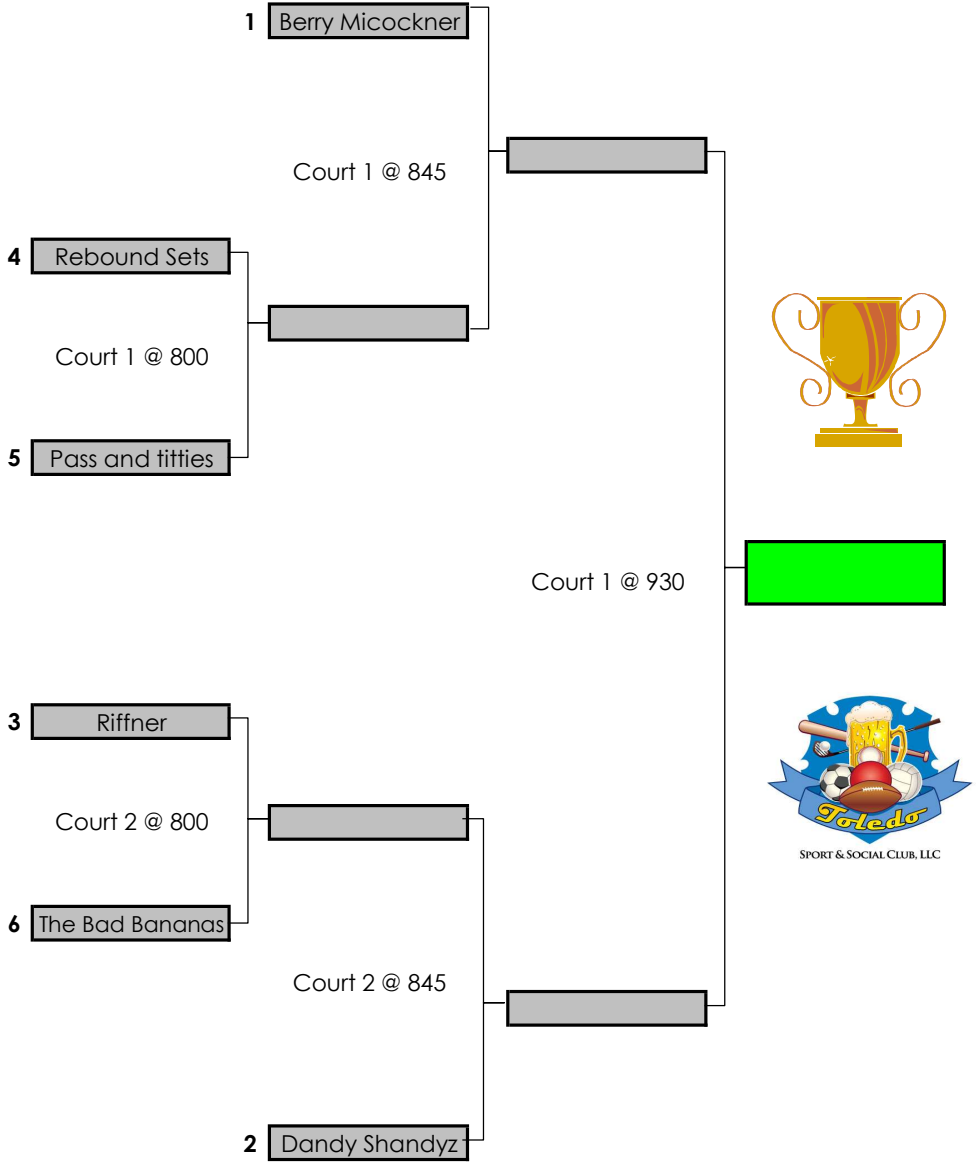 1 Berry Micockner
Court 1 @ 845
4 Rebound Sets
Court 1 @ 800
5 Pass and titties
Court 1 @ 930
3 Riffner
Court 2 @ 800
Toledo
SPORT & SOCIAL CLUB, LLC
6 The Bad Bananas
Court 2 @ 845
2 Dandy Shandyz